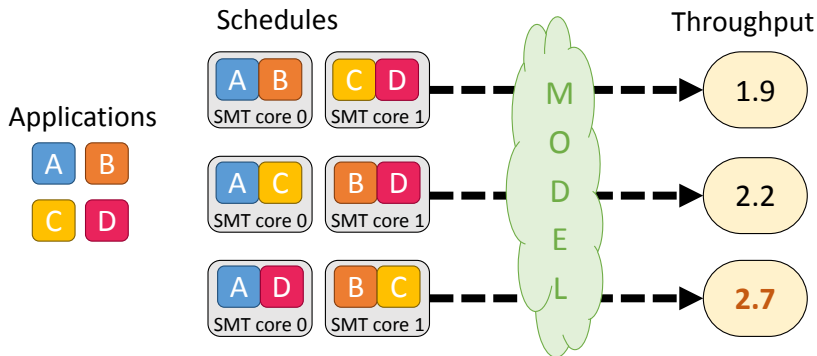 Schedules
Throughput
A B C D
SMT core 0 SMT core 1
1.9
Applications
A B
C D
A C B D
SMT core 0 SMT core 1
2.2
A D B C
SMT core 0 SMT core 1
2.7
M
O
D
E
L